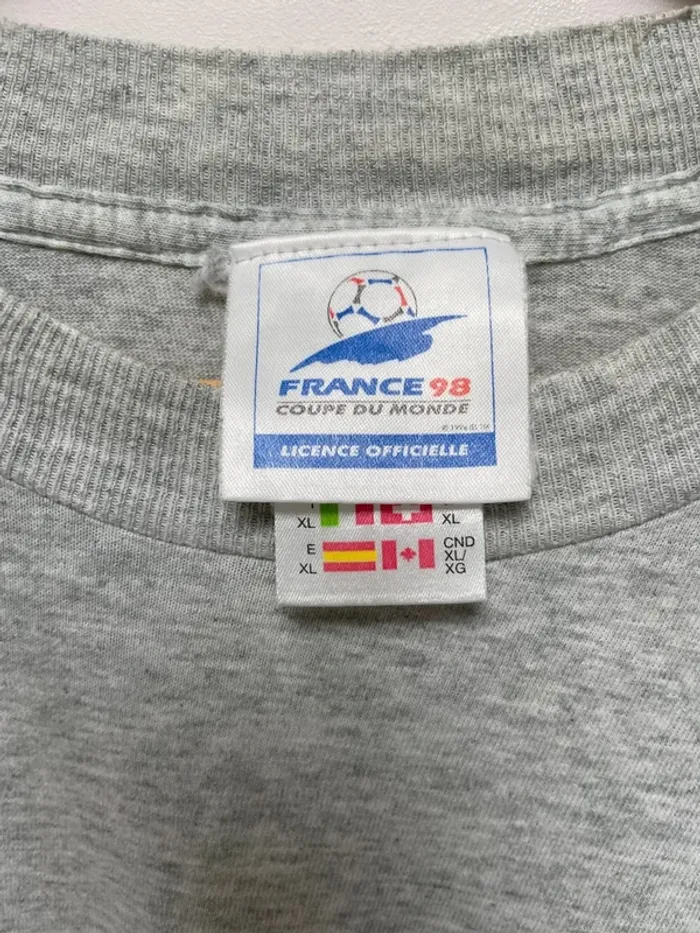 FRANCE 98
COUPE DU MONDE
LICENCE OFFICIELLE
XL XL
E CND
XL XL/
XG